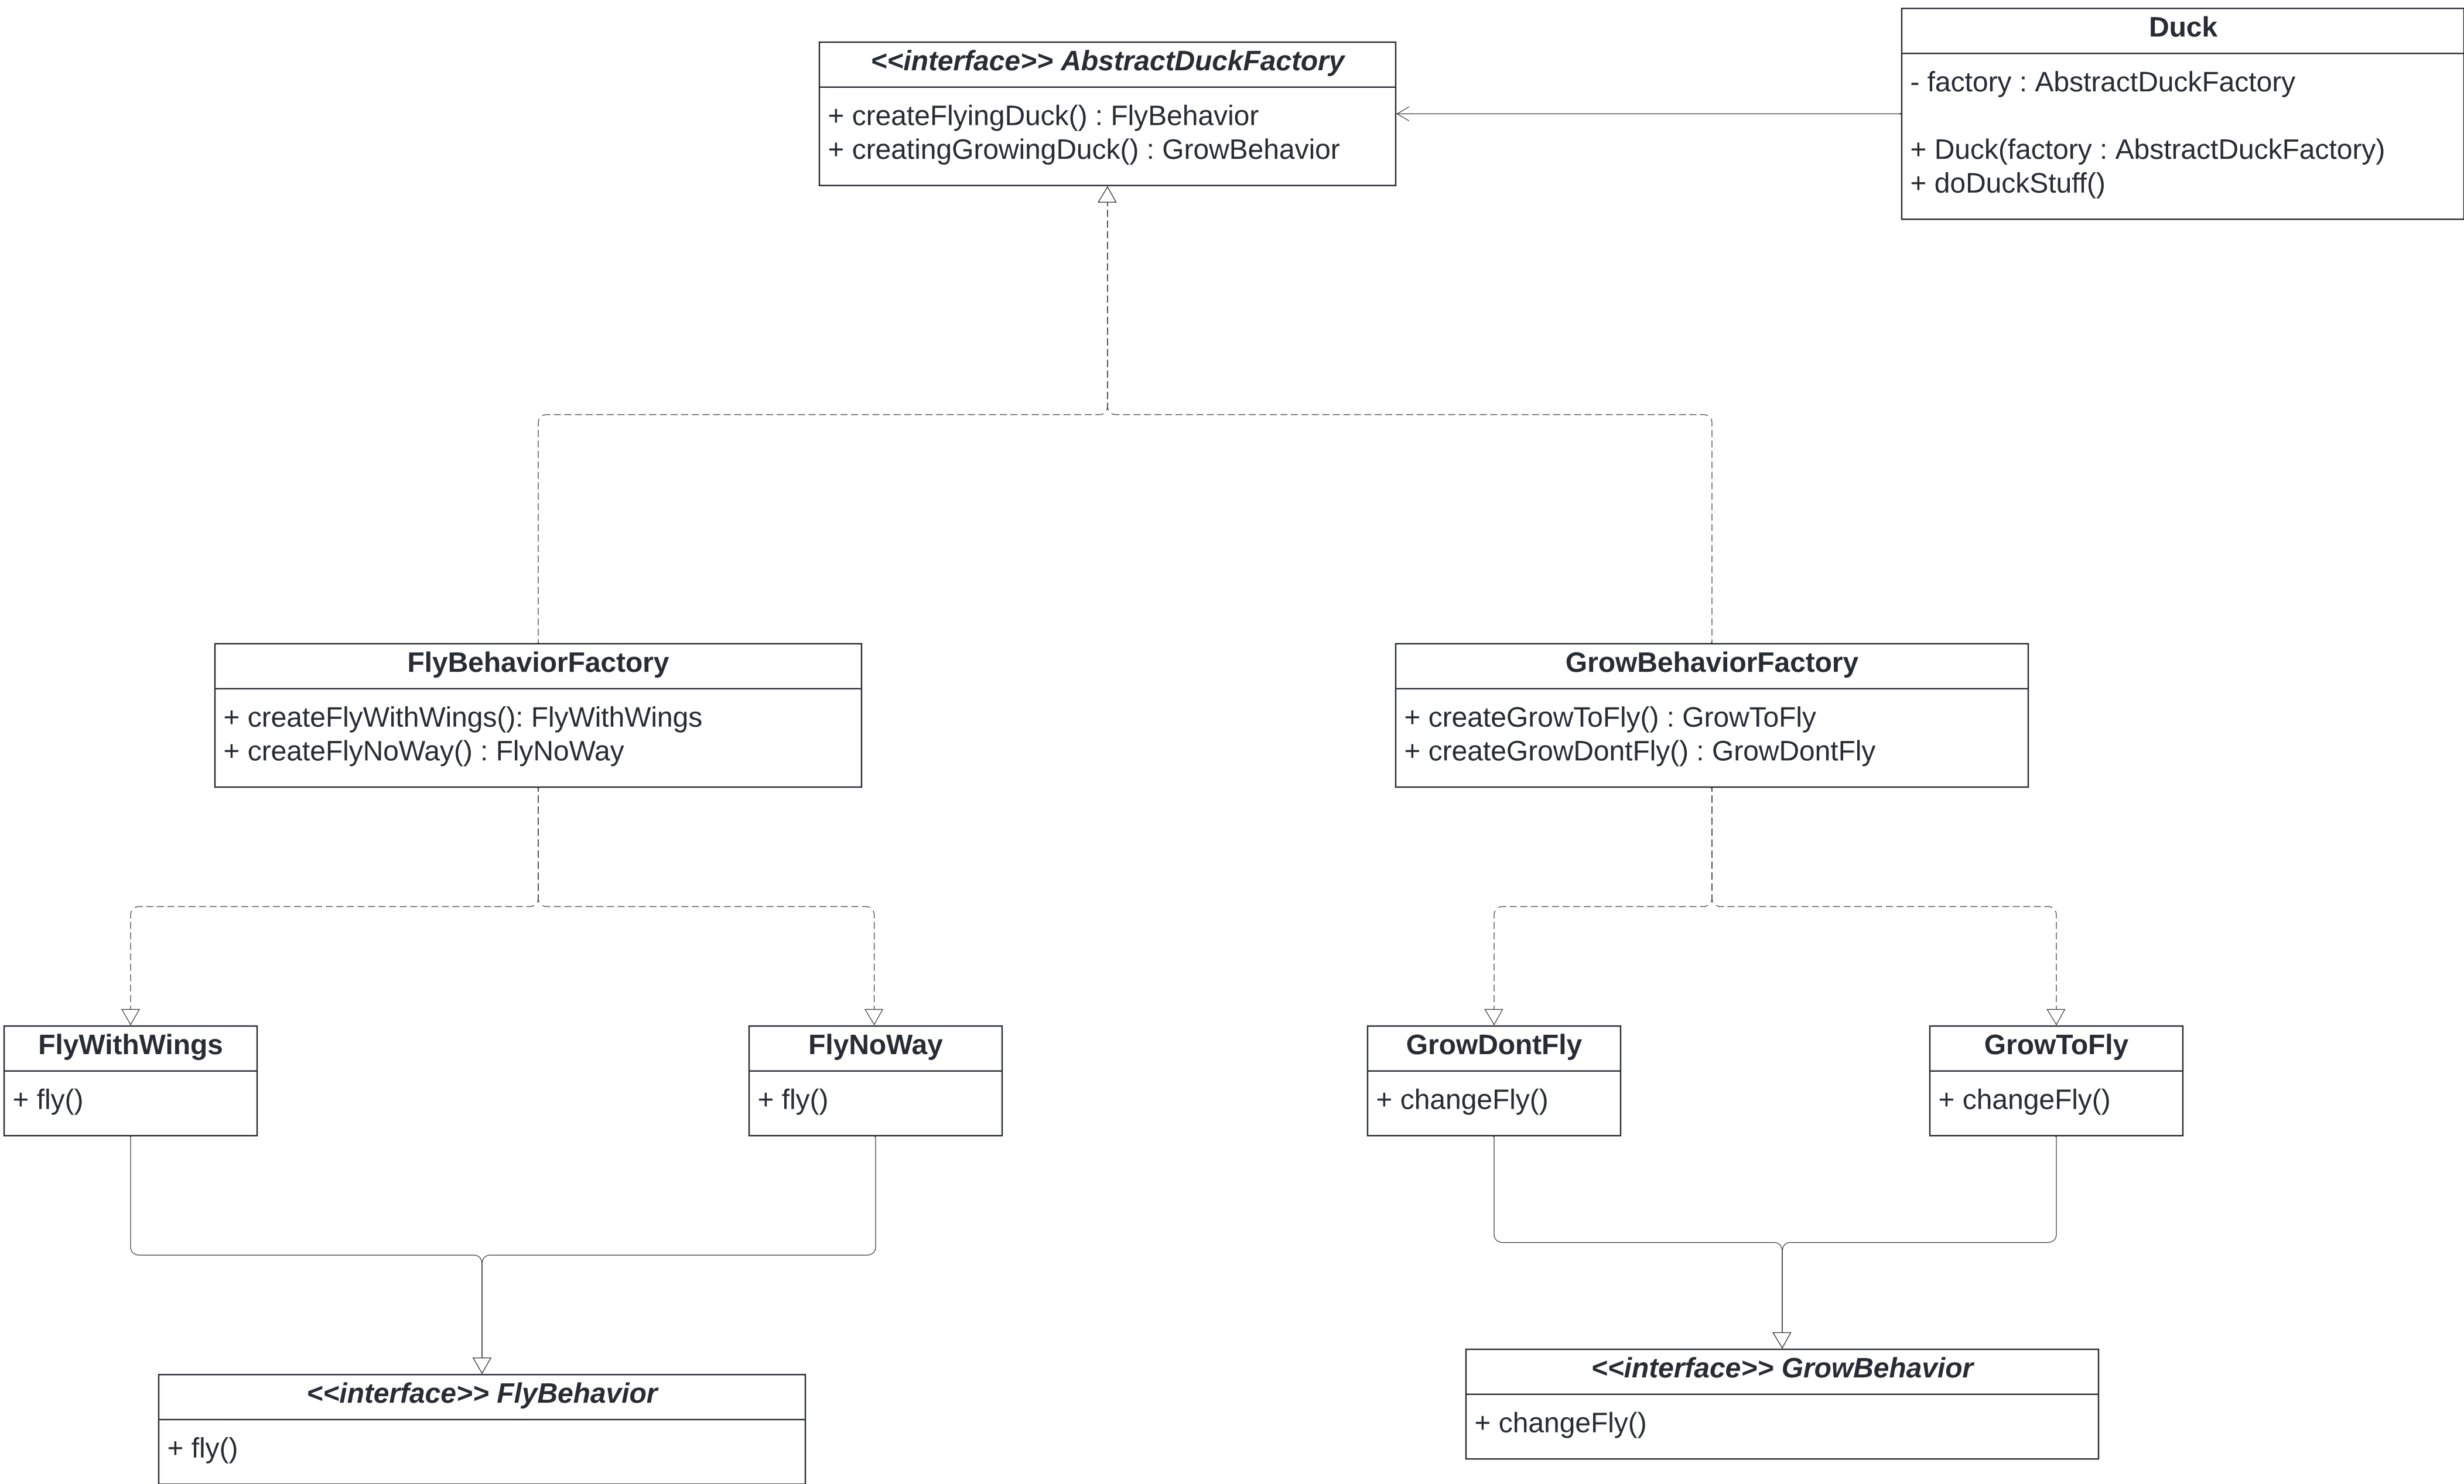 <<interface>> AbstractDuckFactory
+ createFlyingDuck() : FlyBehavior
+ creatingGrowingDuck() : GrowBehavior
Duck
- factory : AbstractDuckFactory
+ Duck(factory : AbstractDuckFactory)
+ doDuckStuff()
FlyBehaviorFactory
+ createFlyWithWings(): FlyWithWings
+ createFlyNoWay() : FlyNoWay
GrowBehaviorFactory
+ createGrowToFly() : GrowToFly
+ createGrowDontFly() : GrowDontFly
FlyWithWings
+ fly()
FlyNoWay
+ fly()
GrowDontFly
+ changeFly()
GrowToFly
+ changeFly()
<<interface>> FlyBehavior
+ fly()
<<interface>> GrowBehavior
+ changeFly()